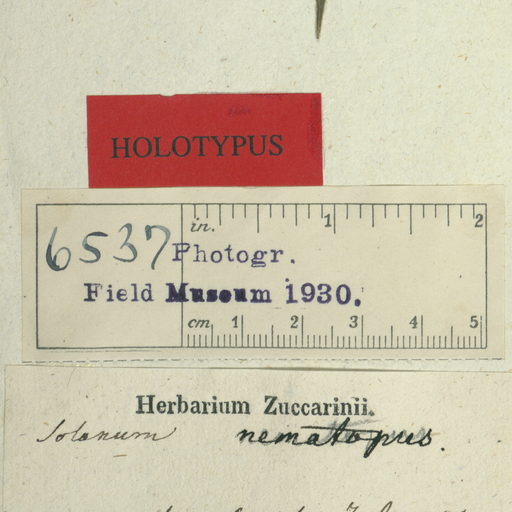 HOLOTYPUS
in. 1 2
6537 Photogr.
Field Museum 1930.
cm 1 2 3 4 5
Herbarium Zuccarinii.
Solanum nematopus.